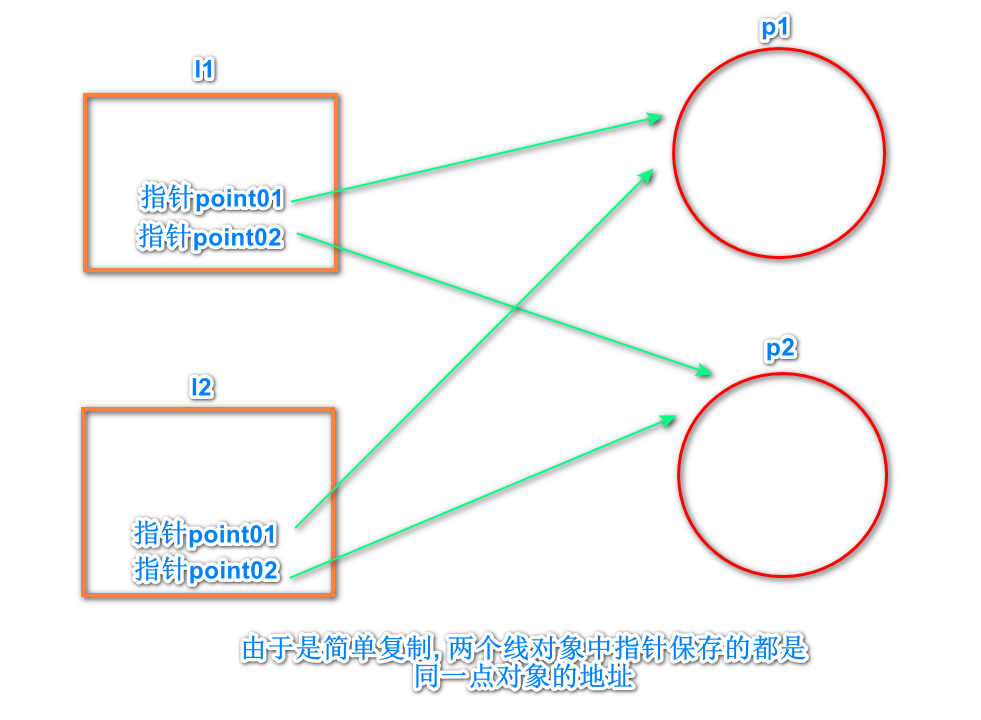 p1
l1
指针point01
指针point02
p2
l2
指针point01
指针point02
由于是简单复制, 两个线对象中指针保存的都是
同一点对象的地址